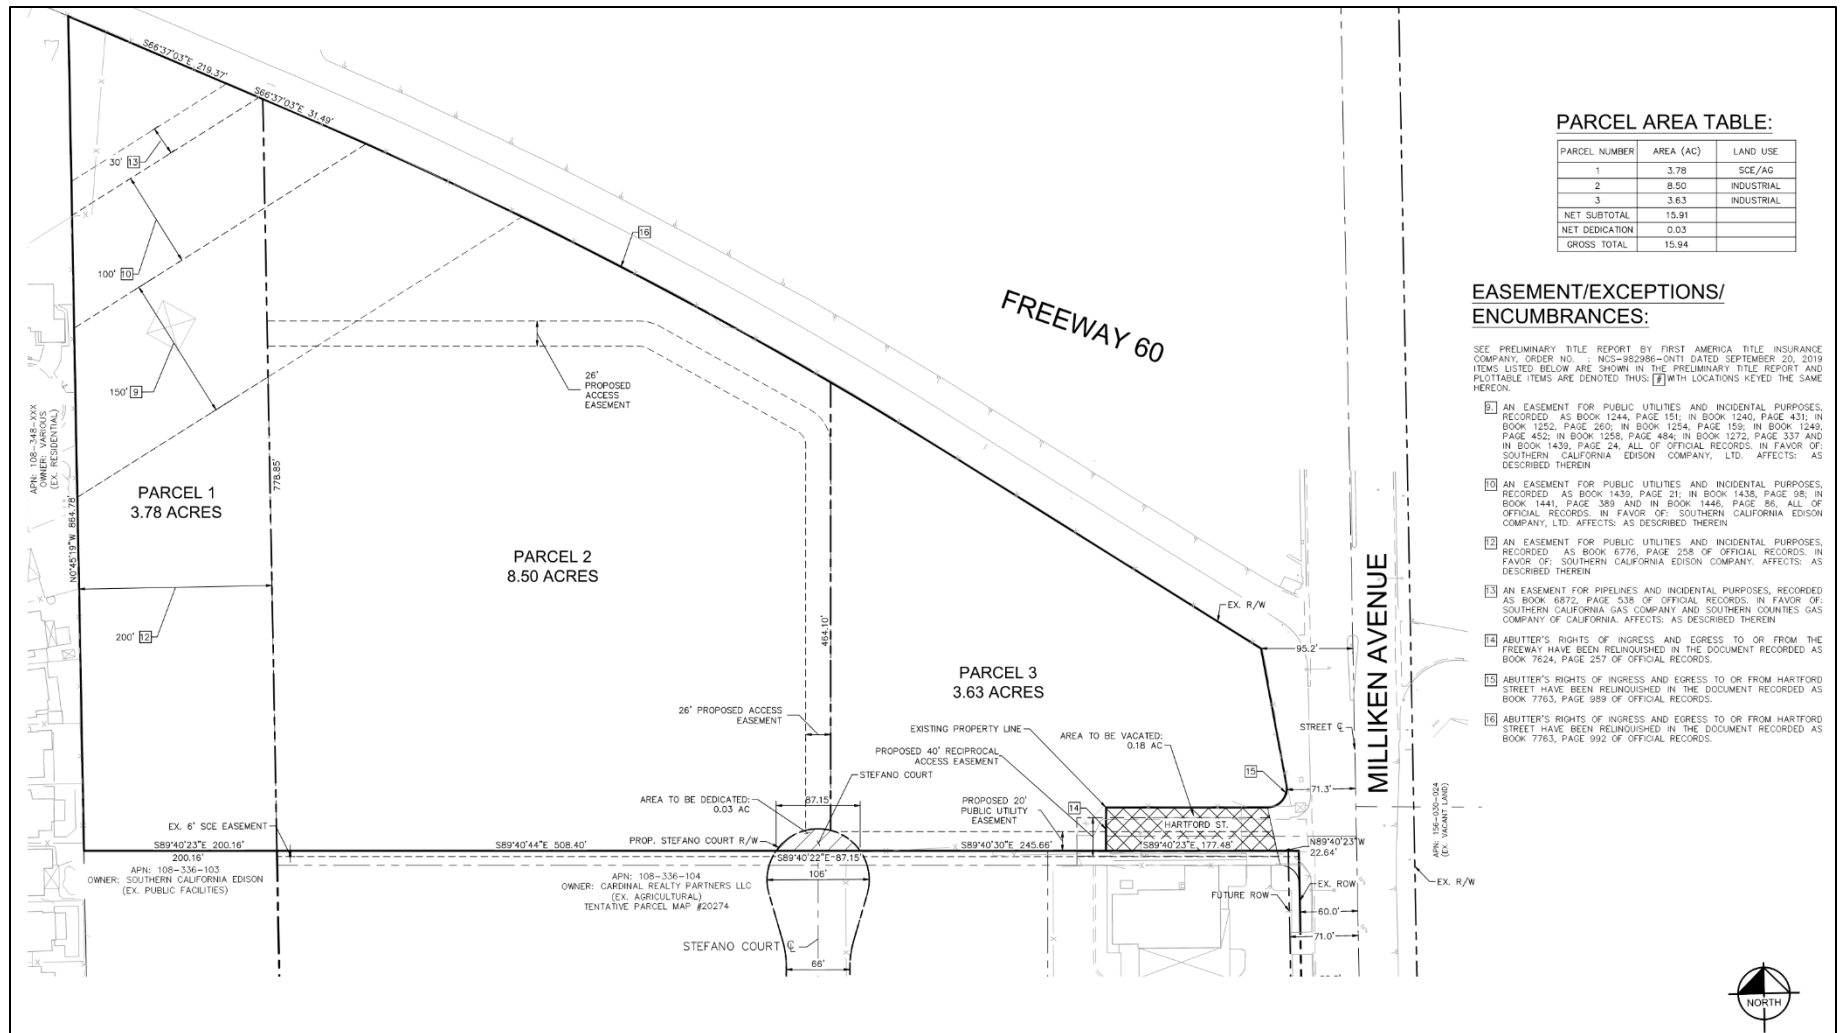 S66°37'03"E 219.37'
S66°37'03"E 31.49'
30' 13
100' 10
150' 9
16
26'
PROPOSED
ACCESS
EASEMENT
FREEWAY 60
APN: 108-348-XXX
OWNER: VARIOUS
(EX. RESIDENTIAL)
N0°45'19"W 864.78'
778.85'
PARCEL 1
3.78 ACRES
PARCEL 2
8.50 ACRES
200' 12
464.10'
PARCEL 3
3.63 ACRES
EX. R/W
95.2'
MILLIKEN AVENUE
STREET ℄
26' PROPOSED ACCESS
EASEMENT
EXISTING PROPERTY LINE
AREA TO BE VACATED:
0.18 AC
PROPOSED 40' RECIPROCAL
ACCESS EASEMENT
STEFANO COURT
15
71.3'
AREA TO BE DEDICATED:
0.03 AC
87.15'
PROPOSED 20'
PUBLIC UTILITY
EASEMENT
14
HARTFORD ST.
EX. 6' SCE EASEMENT
PROP. STEFANO COURT R/W
S89°40'23"E 200.16'
S89°40'44"E 508.40'
S89°40'22"E-87.15'
S89°40'30"E 245.66'
S89°40'23"E 177.48'
N89°40'23"W
22.64'
200.16'
APN: 108-336-103
OWNER: SOUTHERN CALIFORNIA EDISON
(EX. PUBLIC FACILITIES)
APN: 108-336-104
OWNER: CARDINAL REALTY PARTNERS LLC
(EX. AGRICULTURAL)
TENTATIVE PARCEL MAP #20274
106'
STEFANO COURT ℄
66'
FUTURE ROW
EX. ROW
60.0'
71.0'
APN: 156-030-024
(EX. VACANT LAND)
EX. R/W
PARCEL AREA TABLE:
PARCEL NUMBER AREA (AC) LAND USE
1 3.78 SCE/AG
2 8.50 INDUSTRIAL
3 3.63 INDUSTRIAL
NET SUBTOTAL 15.91
NET DEDICATION 0.03
GROSS TOTAL 15.94
EASEMENT/EXCEPTIONS/
ENCUMBRANCES:
SEE PRELIMINARY TITLE REPORT BY FIRST AMERICA TITLE INSURANCE
COMPANY, ORDER NO. : NCS-982986-ONT1 DATED SEPTEMBER 20, 2019
ITEMS LISTED BELOW ARE SHOWN IN THE PRELIMINARY TITLE REPORT AND
PLOTTABLE ITEMS ARE DENOTED THUS: # WITH LOCATIONS KEYED THE SAME
HEREON.
9. AN EASEMENT FOR PUBLIC UTILITIES AND INCIDENTAL PURPOSES,
RECORDED AS BOOK 1244, PAGE 151; IN BOOK 1240, PAGE 431; IN
BOOK 1252, PAGE 260; IN BOOK 1254, PAGE 159; IN BOOK 1249,
PAGE 452; IN BOOK 1258, PAGE 484; IN BOOK 1272, PAGE 337 AND
IN BOOK 1439, PAGE 24, ALL OF OFFICIAL RECORDS. IN FAVOR OF:
SOUTHERN CALIFORNIA EDISON COMPANY, LTD. AFFECTS: AS
DESCRIBED THEREIN
10 AN EASEMENT FOR PUBLIC UTILITIES AND INCIDENTAL PURPOSES,
RECORDED AS BOOK 1439, PAGE 21; IN BOOK 1438, PAGE 98; IN
BOOK 1441, PAGE 389 AND IN BOOK 1446, PAGE 86, ALL OF
OFFICIAL RECORDS. IN FAVOR OF: SOUTHERN CALIFORNIA EDISON
COMPANY, LTD. AFFECTS: AS DESCRIBED THEREIN
12 AN EASEMENT FOR PUBLIC UTILITIES AND INCIDENTAL PURPOSES,
RECORDED AS BOOK 6776, PAGE 258 OF OFFICIAL RECORDS. IN
FAVOR OF: SOUTHERN CALIFORNIA EDISON COMPANY. AFFECTS: AS
DESCRIBED THEREIN
13 AN EASEMENT FOR PIPELINES AND INCIDENTAL PURPOSES, RECORDED
AS BOOK 6872, PAGE 538 OF OFFICIAL RECORDS. IN FAVOR OF:
SOUTHERN CALIFORNIA GAS COMPANY AND SOUTHERN COUNTIES GAS
COMPANY OF CALIFORNIA. AFFECTS: AS DESCRIBED THEREIN
14 ABUTTER'S RIGHTS OF INGRESS AND EGRESS TO OR FROM THE
FREEWAY HAVE BEEN RELINQUISHED IN THE DOCUMENT RECORDED AS
BOOK 7624, PAGE 257 OF OFFICIAL RECORDS.
15 ABUTTER'S RIGHTS OF INGRESS AND EGRESS TO OR FROM HARTFORD
STREET HAVE BEEN RELINQUISHED IN THE DOCUMENT RECORDED AS
BOOK 7763, PAGE 989 OF OFFICIAL RECORDS.
16 ABUTTER'S RIGHTS OF INGRESS AND EGRESS TO OR FROM HARTFORD
STREET HAVE BEEN RELINQUISHED IN THE DOCUMENT RECORDED AS
BOOK 7763, PAGE 992 OF OFFICIAL RECORDS.
NORTH